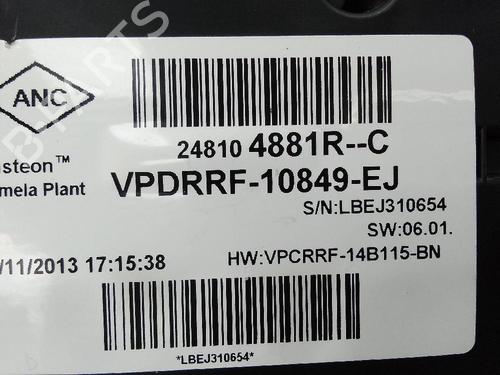 ANC
24810 4881R--C
VPDRRF-10849-EJ
S/N:LBEJ310654
SW:06.01.
/11/2013 17:15:38
HW:VPCRRF-14B115-BN
*LBEJ310654*
steon™
mela Plant
PARTS